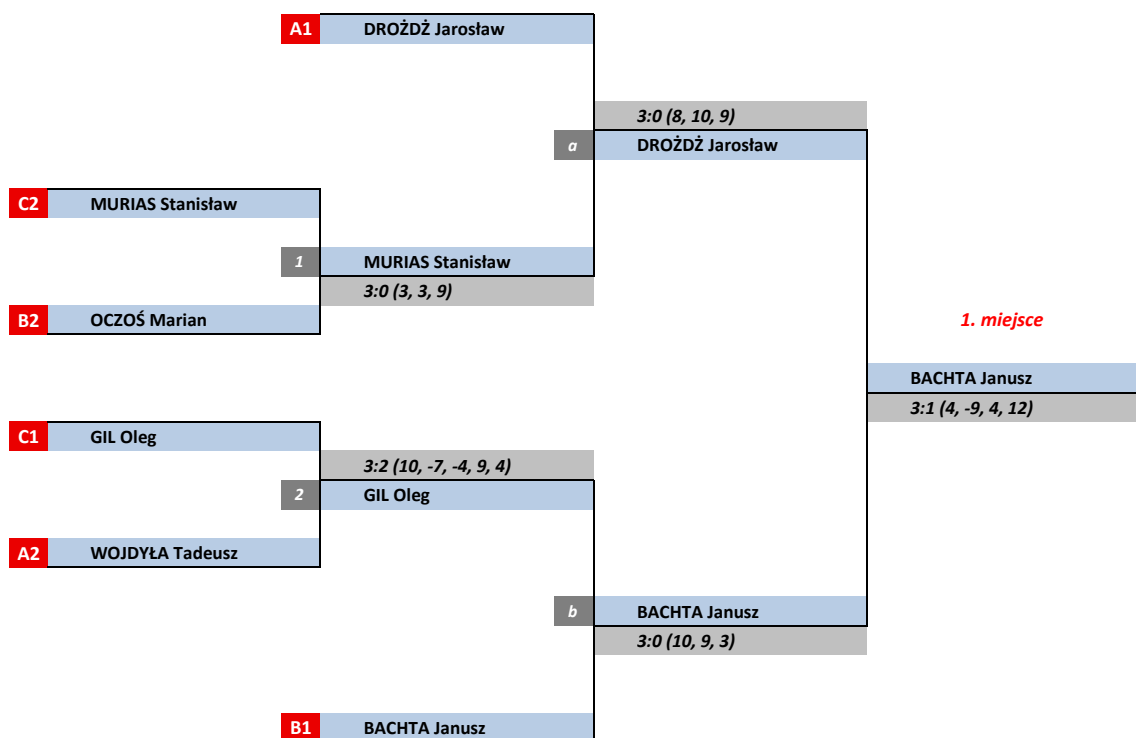 A1 DROŻDŻ Jarosław
3:0 (8, 10, 9)
a DROŻDŻ Jarosław
C2 MURIAS Stanisław
1 MURIAS Stanisław
3:0 (3, 3, 9)
B2 OCZOŚ Marian
1. miejsce
BACHTA Janusz
3:1 (4, -9, 4, 12)
C1 GIL Oleg
3:2 (10, -7, -4, 9, 4)
2 GIL Oleg
A2 WOJDYŁA Tadeusz
b BACHTA Janusz
3:0 (10, 9, 3)
B1 BACHTA Janusz